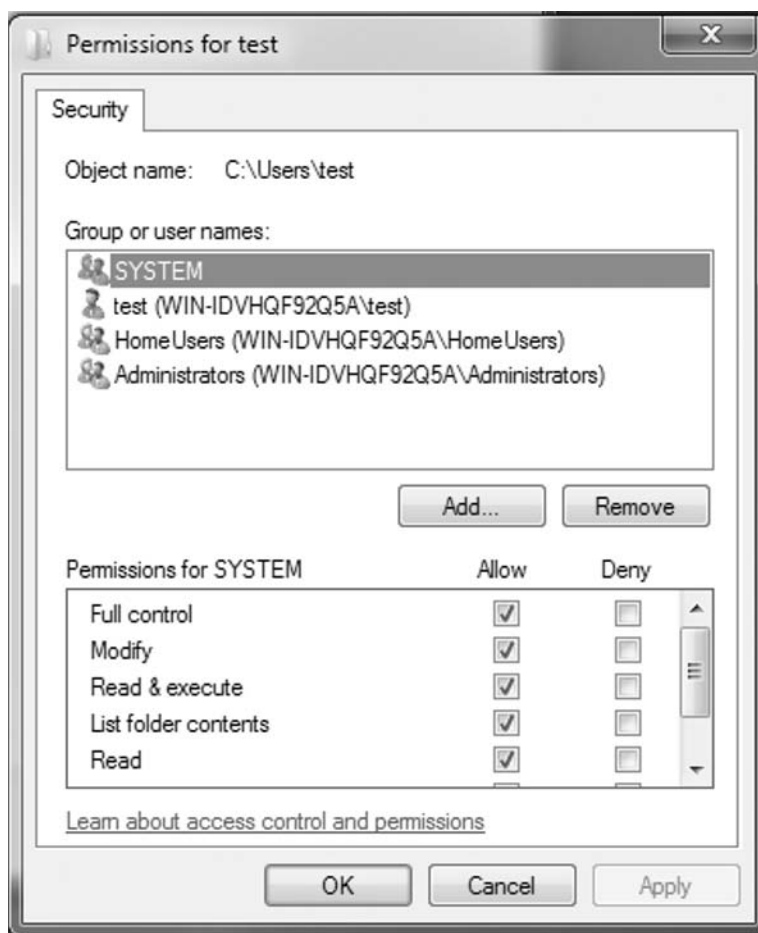 Permissions for test
Security
Object name: C:\Users\test
Group or user names:
SYSTEM
test (WIN-IDVHQF92Q5A\test)
HomeUsers (WIN-IDVHQF92Q5A\HomeUsers)
Administrators (WIN-IDVHQF92Q5A\Administrators)
Add... Remove
Permissions for SYSTEM Allow Deny
Full control
Modify
Read & execute
List folder contents
Read
Learn about access control and permissions
OK Cancel Apply